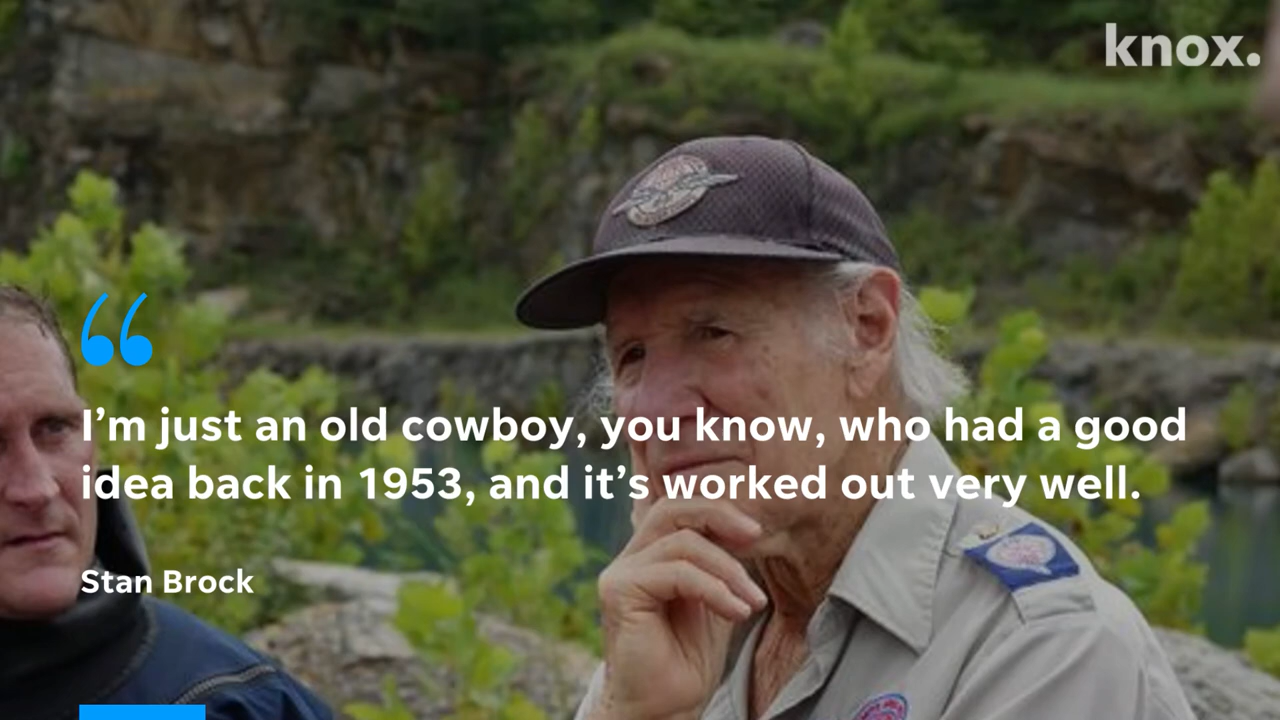 knox.
“
I’m just an old cowboy, you know, who had a good
idea back in 1953, and it’s worked out very well.
Stan Brock